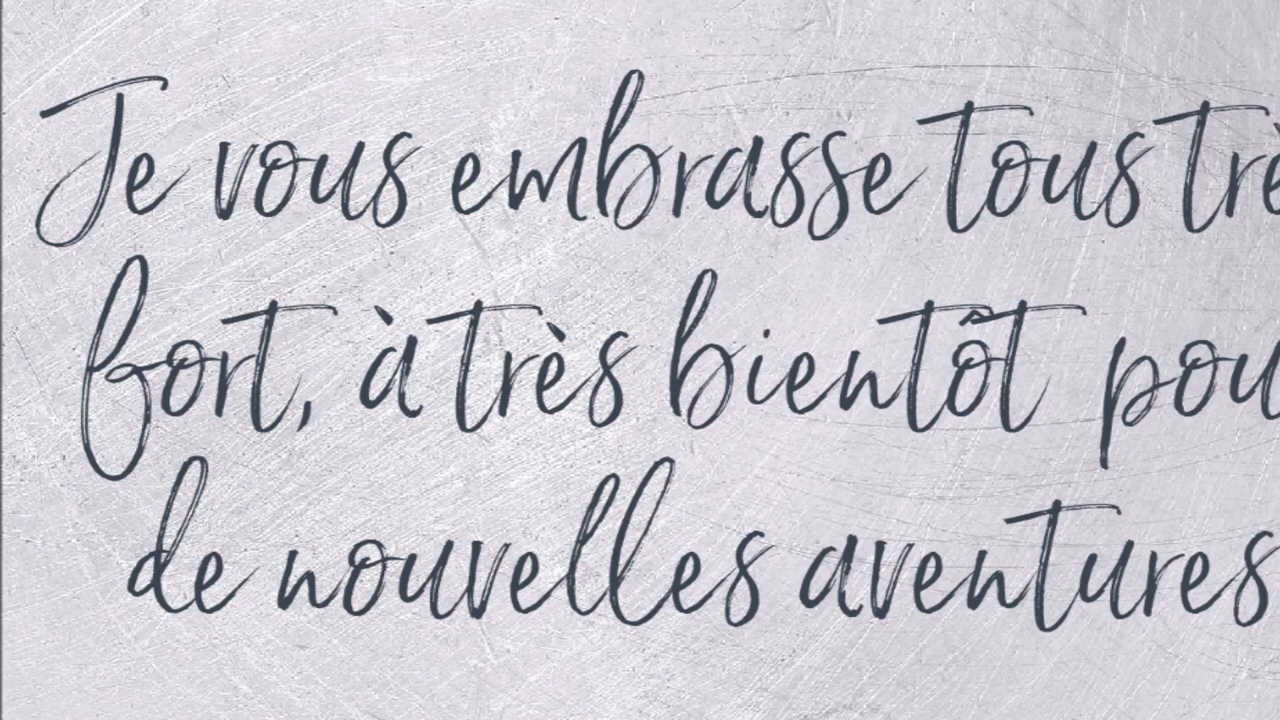 Je vous embrasse tous trè
fort, à très bientôt pou
de nouvelles aventures